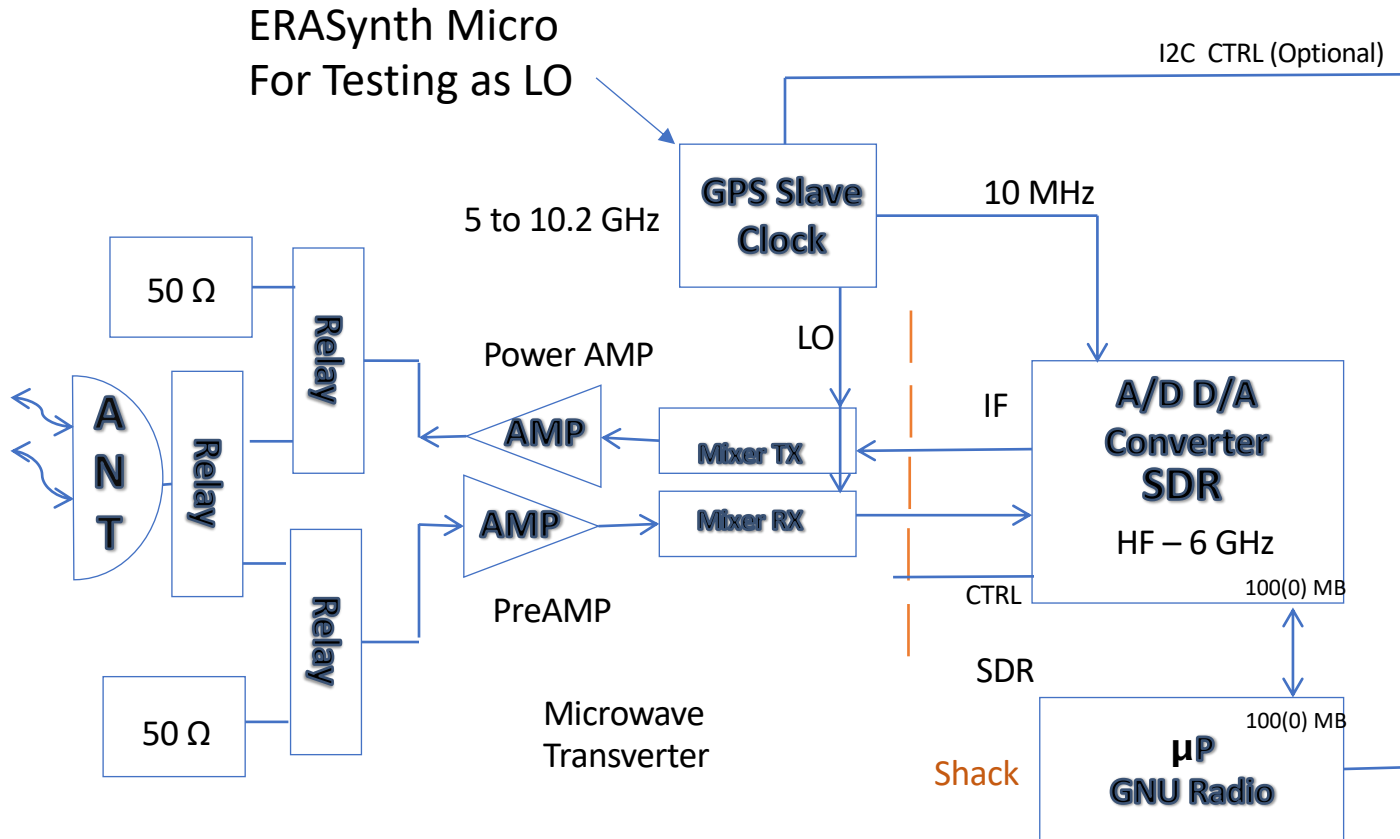 ERASynth Micro
For Testing as LO
I2C CTRL (Optional)
GPS Slave
Clock
10 MHz
5 to 10.2 GHz
50 Ω
Relay
LO
Power AMP
IF
A/D D/A
Converter
SDR
HF – 6 GHz
100(0) MB
A
N
T
Relay
AMP
Mixer TX
AMP
Mixer RX
CTRL
PreAMP
Relay
SDR
50 Ω
Microwave
Transverter
Shack
100(0) MB
µP
GNU Radio